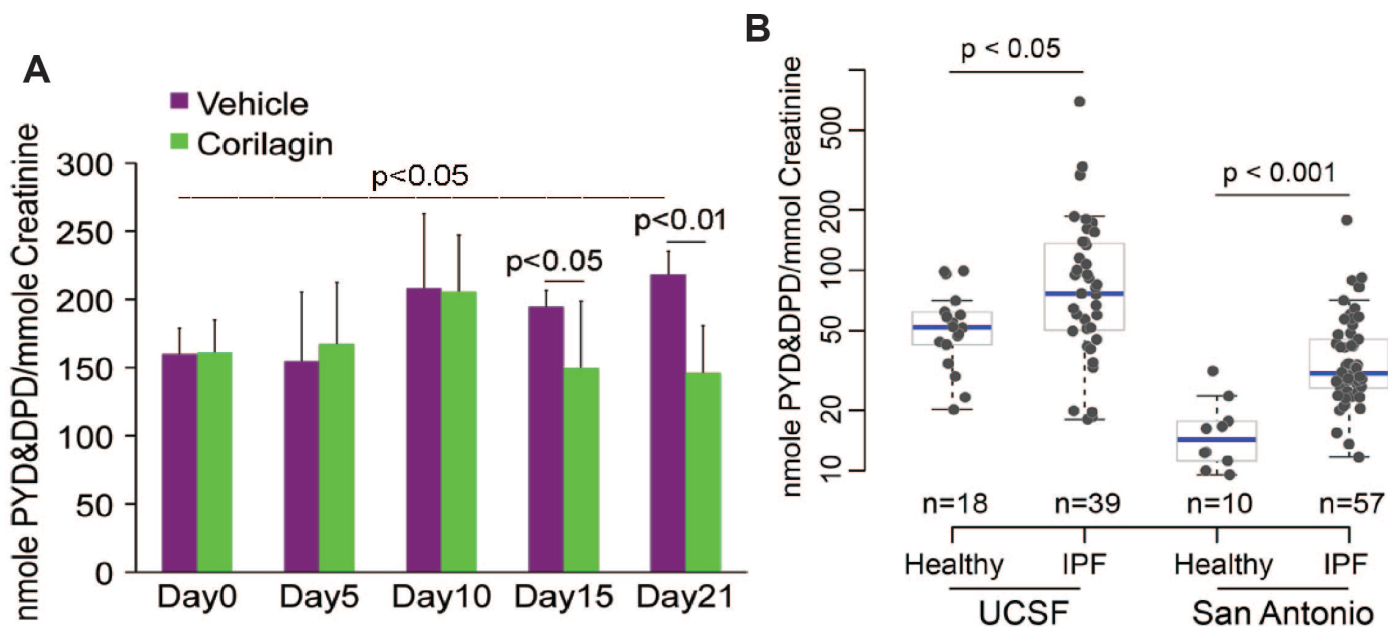 A
Vehicle
Corilagin
nmole PYD&DPD/mmole Creatinine
300
250
200
150
100
50
0
p<0.05
p<0.05
p<0.01
Day0 Day5 Day10 Day15 Day21
B
nmole PYD&DPD/mmol Creatinine
500
200
100
50
20
10
p < 0.05
p < 0.001
n=18 n=39 n=10 n=57
Healthy IPF Healthy IPF
UCSF San Antonio